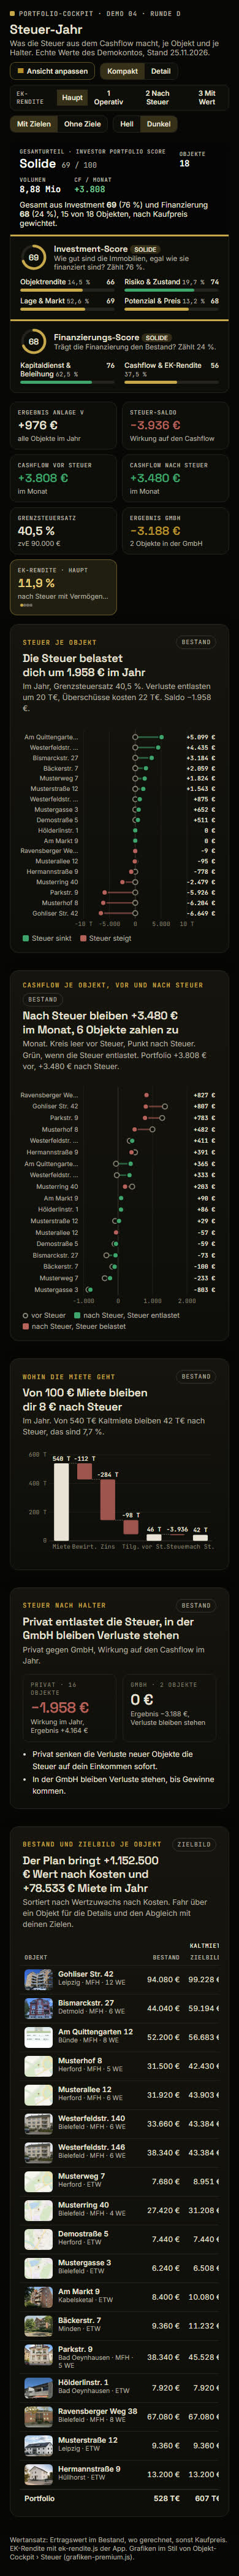 PORTFOLIO-COCKPIT · DEMO 04 · RUNDE D
Steuer-Jahr
Was die Steuer aus dem Cashflow macht, je Objekt und je
Halter. Echte Werte des Demokontos, Stand 25.11.2026.
Ansicht anpassen
Kompakt Detail
EK-RENDITE
Haupt
1 Operativ
2 Nach Steuer
3 Mit Wert
Mit Zielen Ohne Ziele
Hell Dunkel
GESAMTURTEIL · INVESTOR PORTFOLIO SCORE
Solide 69 / 100
OBJEKTE
18
VOLUMEN
8,88 Mio
CF / MONAT
+3.808
Gesamt aus Investment 69 (76 %) und Finanzierung
68 (24 %), 15 von 18 Objekten, nach Kaufpreis
gewichtet.
69
Investment-Score SOLIDE
Wie gut sind die Immobilien, egal wie sie
finanziert sind? Zählt 76 %.
Objektrendite 14,5 % 66
Risiko & Zustand 19,7 % 74
Lage & Markt 52,6 % 69
Potenzial & Preis 13,2 % 68
68
Finanzierungs-Score SOLIDE
Trägt die Finanzierung den Bestand? Zählt 24 %.
Kapitaldienst &
Beleihung 62,5 % 76
Cashflow & EK-Rendite
37,5 % 56
ERGEBNIS ANLAGE V
+976 €
alle Objekte im Jahr
STEUER-SALDO
−3.936 €
Wirkung auf den Cashflow
CASHFLOW VOR STEUER
+3.808 €
im Monat
CASHFLOW NACH STEUER
+3.480 €
im Monat
GRENZSTEUERSATZ
40,5 %
zvE 90.000 €
ERGEBNIS GMBH
−3.188 €
2 Objekte in der GmbH
EK-RENDITE · HAUPT
11,9 %
nach Steuer mit Vermögen...
STEUER JE OBJEKT
BESTAND
Die Steuer belastet
dich um 1.958 € im Jahr
Im Jahr, Grenzsteuersatz 40,5 %. Verluste entlasten
um 20 T€, Überschüsse kosten 22 T€. Saldo −1.958
€.
Am Quittengarte... +5.099 €
Westerfeldstr. ... +4.435 €
Bismarckstr. 27 +3.184 €
Bäckerstr. 7 +2.059 €
Musterweg 7 +1.824 €
Musterstraße 12 +1.543 €
Westerfeldstr. ... +875 €
Mustergasse 3 +652 €
Demostraße 5 +511 €
Hölderlinstr. 1 0 €
Am Markt 9 0 €
Ravensberger We... -9 €
Musterallee 12 -95 €
Hermannstraße 9 -778 €
Musterring 40 -2.479 €
Parkstr. 9 -5.926 €
Musterhof 8 -6.204 €
Gohliser Str. 42 -6.649 €
-10 T -5.000 0 5.000 10 T
Steuer sinkt Steuer steigt
CASHFLOW JE OBJEKT, VOR UND NACH STEUER
BESTAND
Nach Steuer bleiben +3.480 €
im Monat, 6 Objekte zahlen zu
Monat. Kreis leer vor Steuer, Punkt nach Steuer.
Grün, wenn die Steuer entlastet. Portfolio +3.808 €
vor, +3.480 € nach Steuer.
Ravensberger We... +827 €
Gohliser Str. 42 +807 €
Parkstr. 9 +783 €
Musterhof 8 +482 €
Westerfeldstr. ... +411 €
Hermannstraße 9 +391 €
Am Quittengarte... +365 €
Westerfeldstr. ... +333 €
Musterring 40 +203 €
Am Markt 9 +90 €
Hölderlinstr. 1 +86 €
Musterstraße 12 +29 €
Musterallee 12 -57 €
Demostraße 5 -59 €
Bismarckstr. 27 -73 €
Bäckerstr. 7 -100 €
Musterweg 7 -233 €
Mustergasse 3 -803 €
-1.000 0 1.000 2.000
vor Steuer nach Steuer, Steuer entlastet
nach Steuer, Steuer belastet
WOHIN DIE MIETE GEHT
BESTAND
Von 100 € Miete bleiben
dir 8 € nach Steuer
Im Jahr. Von 540 T€ Kaltmiete bleiben 42 T€ nach
Steuer, das sind 7,7 %.
600 T
400 T
200 T
0
540 T -112 T
-284 T
-98 T
46 T -3.936 42 T
Miete Bewirt. Zins Tilg. vor St. Steuer nach St.
STEUER NACH HALTER
BESTAND
Privat entlastet die Steuer, in der
GmbH bleiben Verluste stehen
Privat gegen GmbH, Wirkung auf den Cashflow im
Jahr.
PRIVAT · 16
OBJEKTE
−1.958 €
Wirkung im Jahr,
Ergebnis +4.164 €
GMBH · 2 OBJEKTE
0 €
Ergebnis −3.188 €,
Verluste bleiben stehen
• Privat senken die Verluste neuer Objekte die
Steuer auf dein Einkommen sofort.
• In der GmbH bleiben Verluste stehen, bis Gewinne
kommen.
BESTAND UND ZIELBILD JE OBJEKT
ZIELBILD
Der Plan bringt +1.152.500
€ Wert nach Kosten und
+78.533 € Miete im Jahr
Sortiert nach Wertzuwachs nach Kosten. Fahr über
ein Objekt für die Details und den Abgleich mit
deinen Zielen.
KALTMIET
OBJEKT BESTAND ZIELBILD
Gohliser Str. 42 94.080 € 99.228 €
Leipzig · MFH · 12 WE
Bismarckstr. 27 44.040 € 59.194 €
Detmold · MFH · 6 WE
Am Quittengarten 12 52.200 € 56.683 €
Bünde · MFH · 8 WE
Musterhof 8 31.500 € 42.430 €
Herford · MFH · 5 WE
Musterallee 12 31.920 € 43.903 €
Herford · MFH · 6 WE
Westerfeldstr. 140 33.660 € 43.384 €
Bielefeld · MFH · 6 WE
Westerfeldstr. 146 38.340 € 43.384 €
Bielefeld · MFH · 6 WE
Musterweg 7 7.680 € 8.951 €
Herford · ETW
Musterring 40 27.420 € 31.208 €
Bielefeld · MFH · 4 WE
Demostraße 5 7.440 € 7.440 €
Herford · ETW
Mustergasse 3 6.240 € 6.508 €
Bielefeld · ETW
Am Markt 9 8.400 € 10.080 €
Kabelsketal · ETW
Bäckerstr. 7 9.360 € 11.232 €
Minden · ETW
Parkstr. 9 38.340 € 45.528 €
Bad Oeynhausen · MFH ·
5 WE
Hölderlinstr. 1 7.920 € 7.920 €
Bad Oeynhausen · ETW
Ravensberger Weg 38 67.080 € 67.080 €
Bielefeld · MFH · 8 WE
Musterstraße 12 9.360 € 9.360 €
Leipzig · ETW
Hermannstraße 9 13.200 € 13.200 €
Hüllhorst · ETW
Portfolio 528 T€ 607 T€
Wertansatz: Ertragswert im Bestand, wo gerechnet, sonst Kaufpreis.
EK-Rendite mit ek-rendite.js der App. Grafiken im Stil von Objekt-
Cockpit › Steuer (grafiken-premium.js).